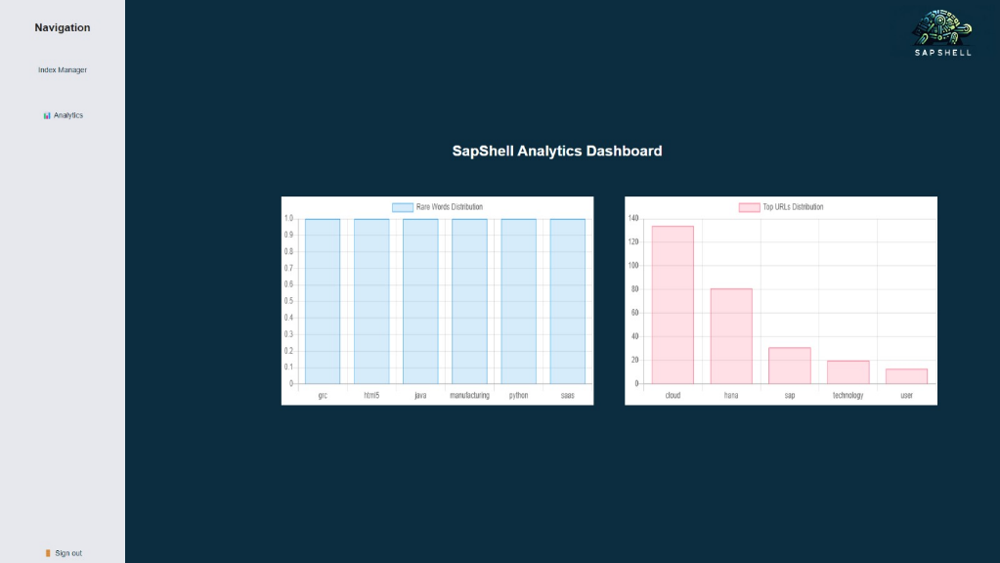 Navigation
Index Manager
Analytics
Sign out
SAPSHELL
SapShell Analytics Dashboard
Rare Words Distribution
1.0
0.9
0.8
0.7
0.6
0.5
0.4
0.3
0.2
0.1
0
grc html5 java manufacturing python saas
Top URLs Distribution
140
120
100
80
60
40
20
0
cloud hana sap technology user